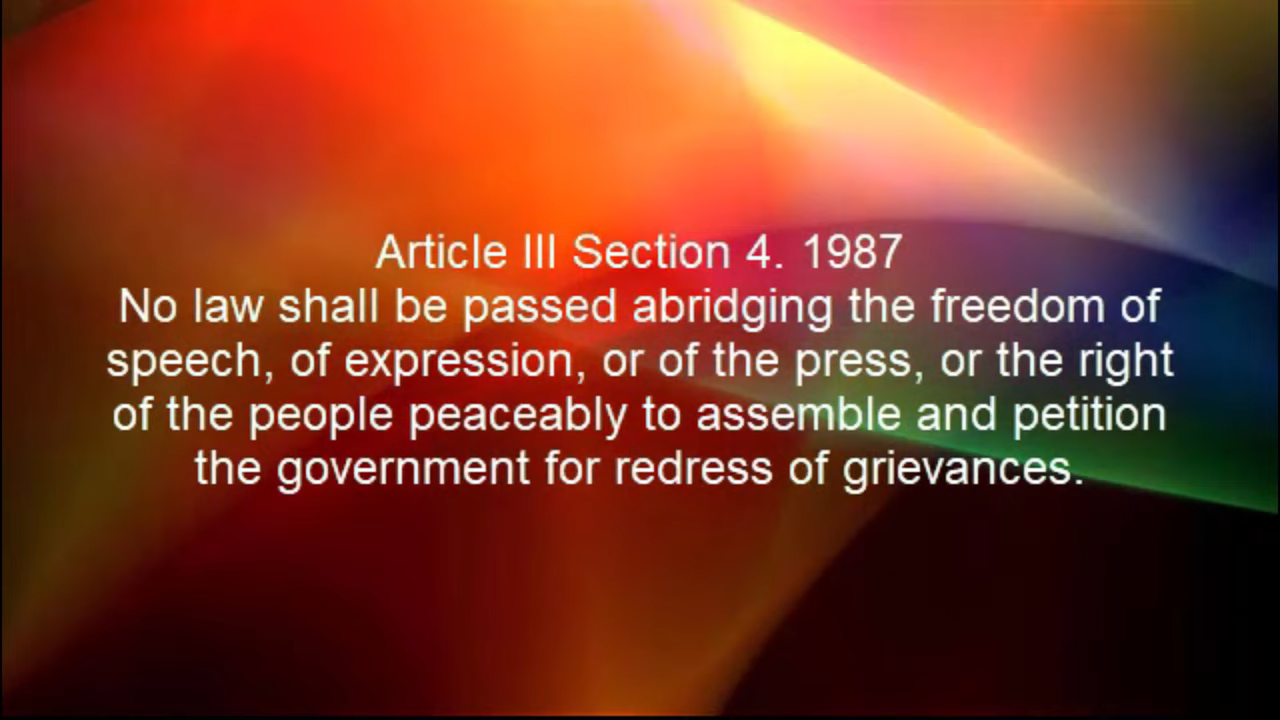 Article III Section 4. 1987
No law shall be passed abridging the freedom of
speech, of expression, or of the press, or the right
of the people peaceably to assemble and petition
the government for redress of grievances.